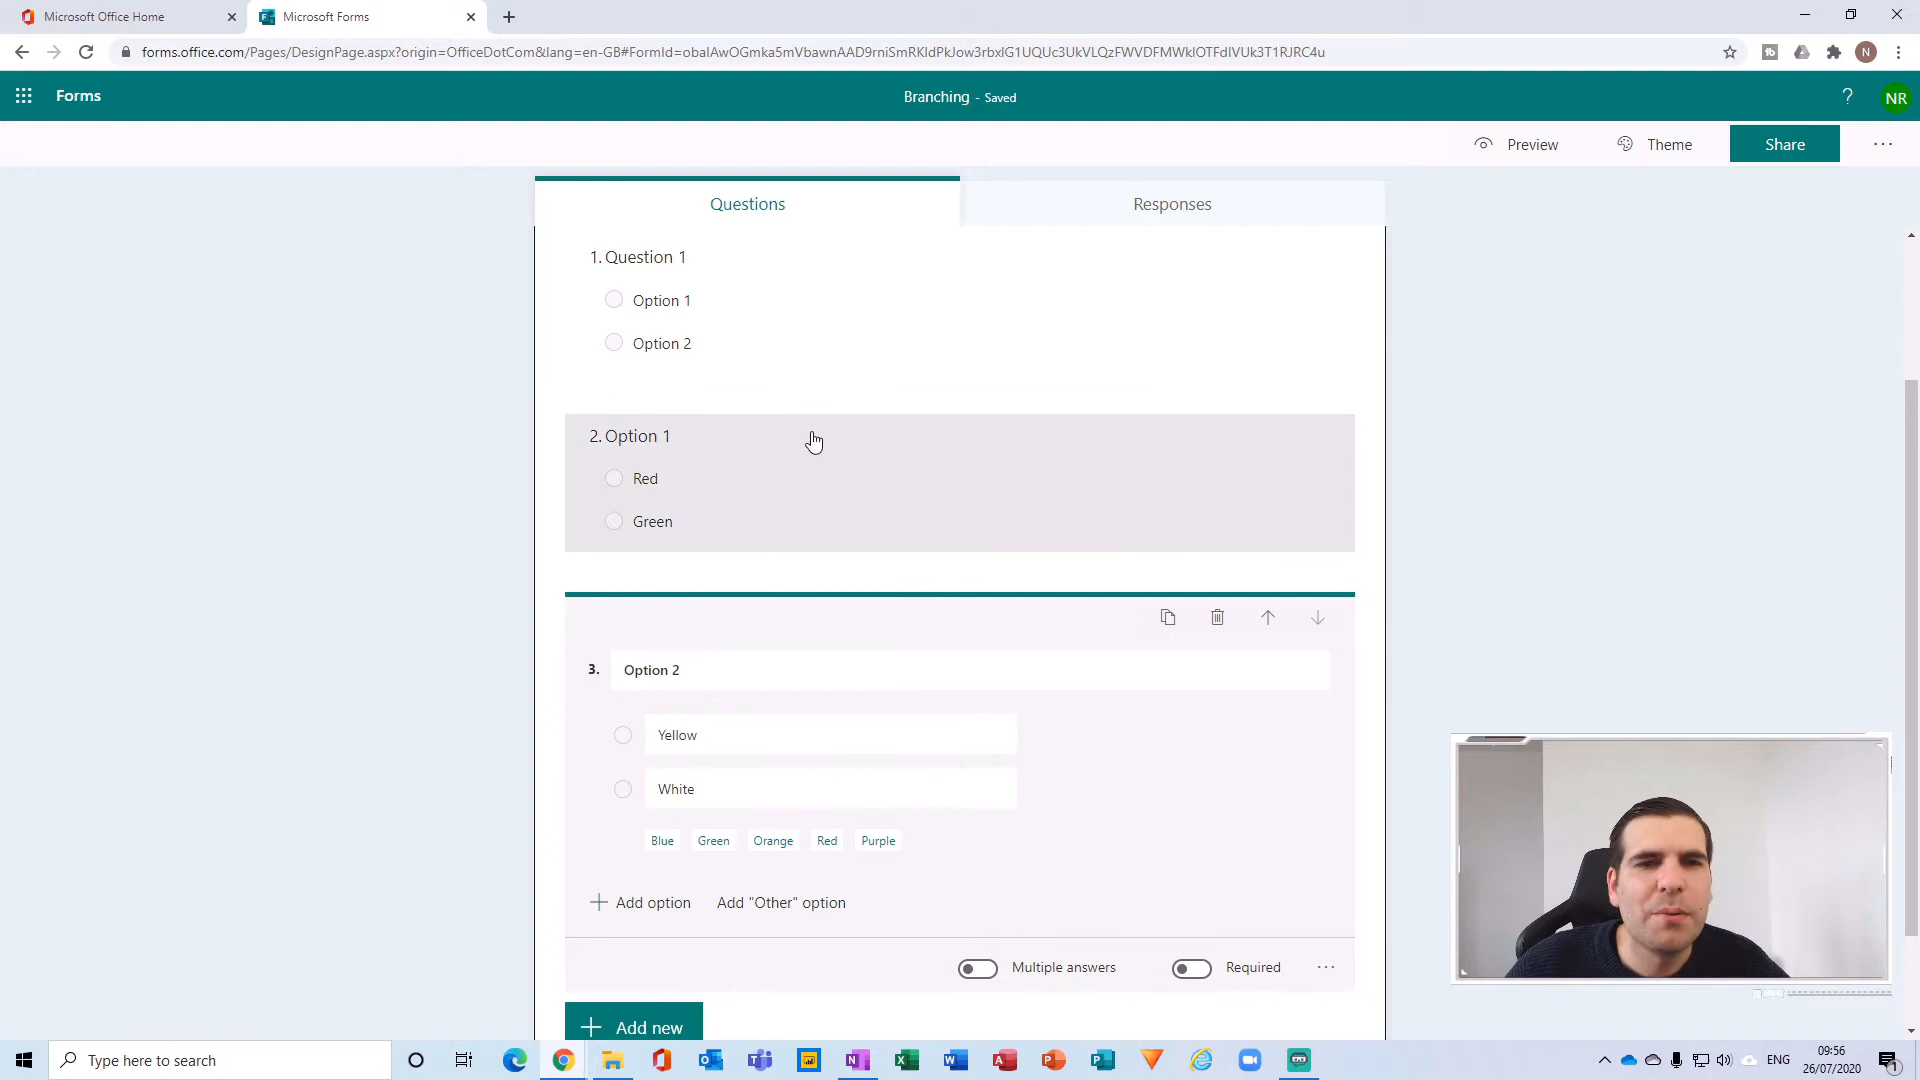 Microsoft Office Home
Microsoft Forms
forms.office.com/Pages/DesignPage.aspx?origin=OfficeDotCom&lang=en-GB#FormId=obalAwOGmka5mVbawnAAD9rniSmRKldPkJow3rbxlG1UQUc3UkVLQzFWVDFMWklOTFdIVUk3T1RJRC4u
N
Forms
Branching - Saved
?
NR
Preview
Theme
Share
Questions
Responses
1. Question 1
Option 1
Option 2
2. Option 1
Red
Green
3.
Option 2
Yellow
White
Blue
Green
Orange
Red
Purple
Add option
Add "Other" option
Multiple answers
Required
Add new
Type here to search
ENG
09:56
26/07/2020